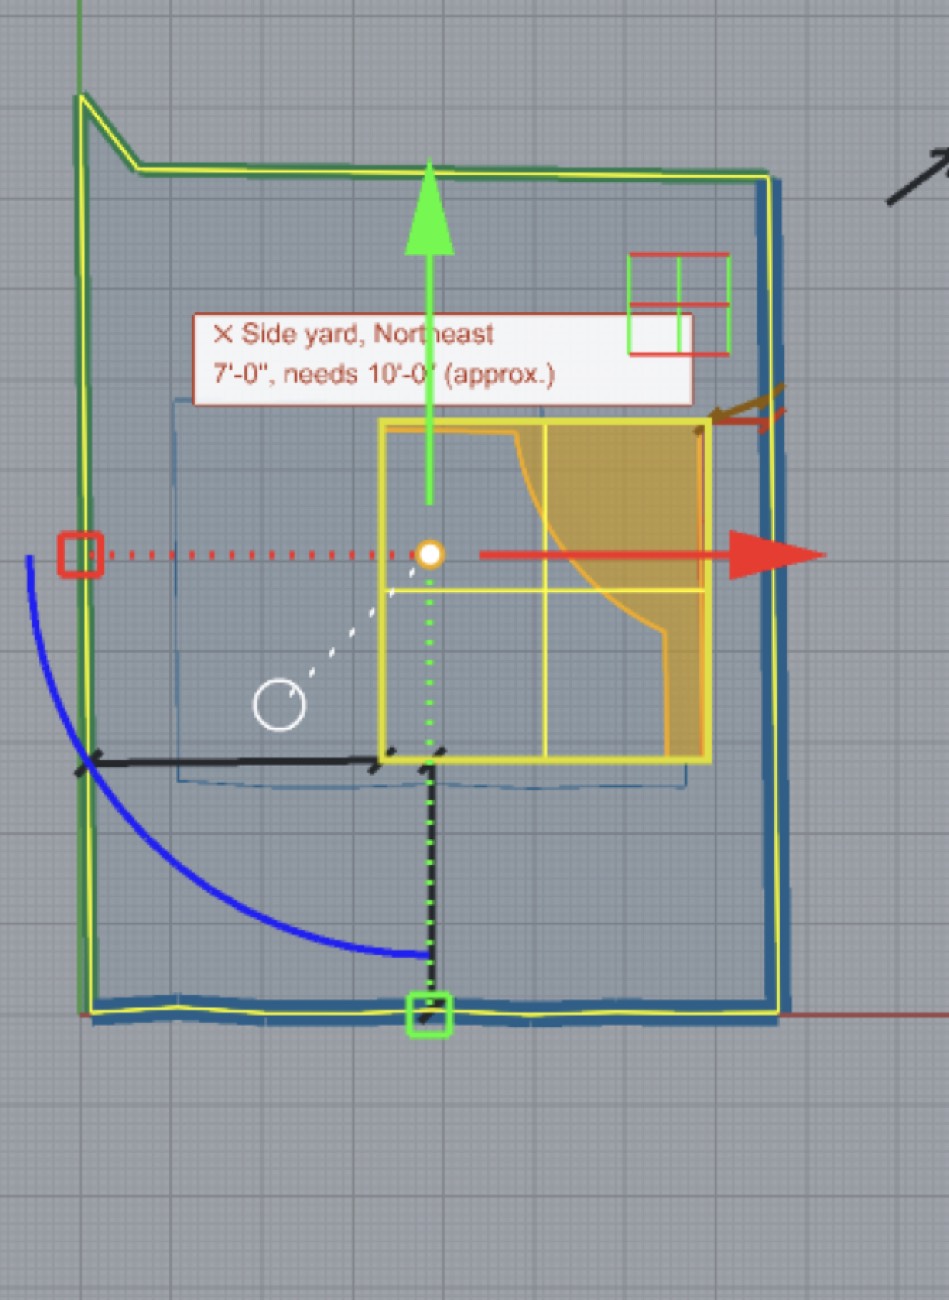 × Side yard, Northeast
7'-0", needs 10'-0" (approx.)